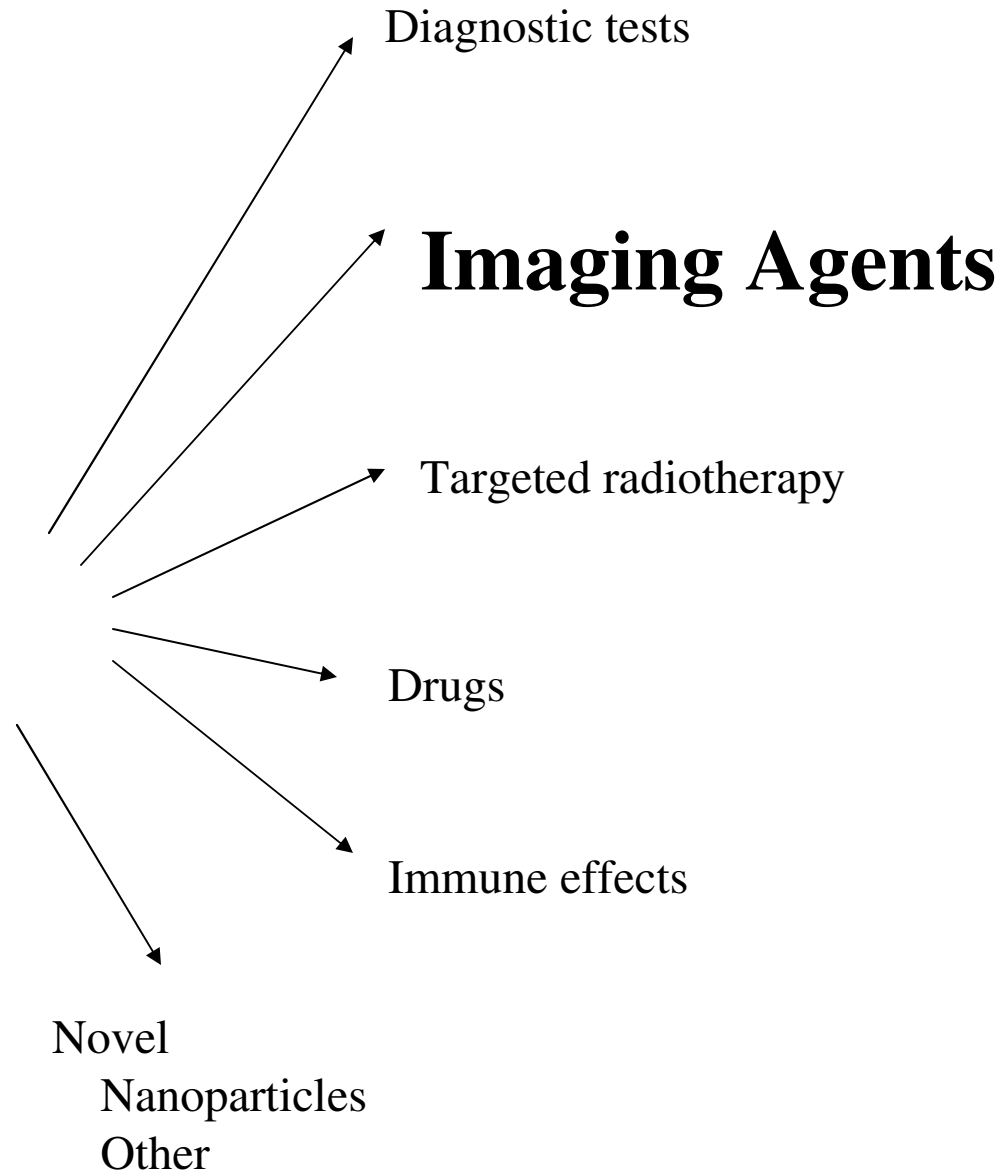 Diagnostic tests
Imaging Agents
Targeted radiotherapy
Drugs
Immune effects
Novel
Nanoparticles
Other